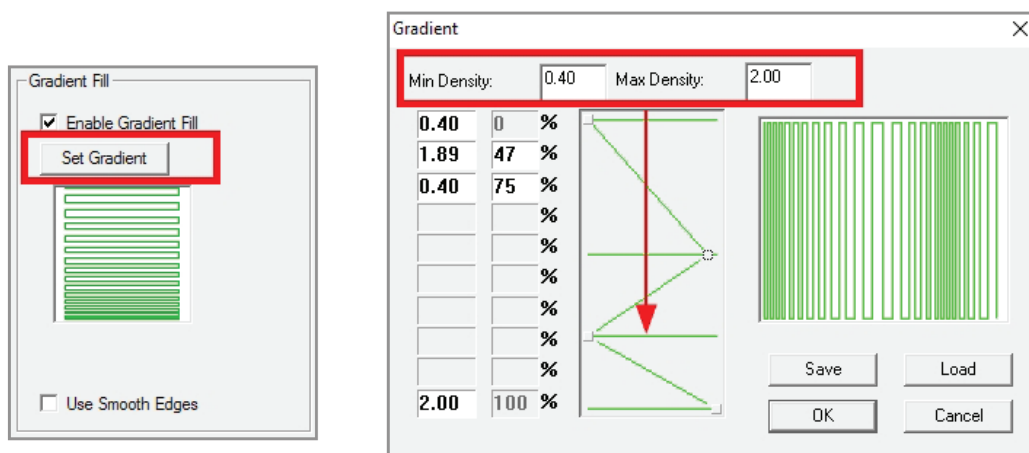 Gradient Fill
Enable Gradient Fill
Set Gradient
Use Smooth Edges
Gradient
Min Density: 0.40 Max Density: 2.00
0.40 0 %
1.89 47 %
0.40 75 %
%
%
%
%
%
%
2.00 100 %
Save Load
OK Cancel